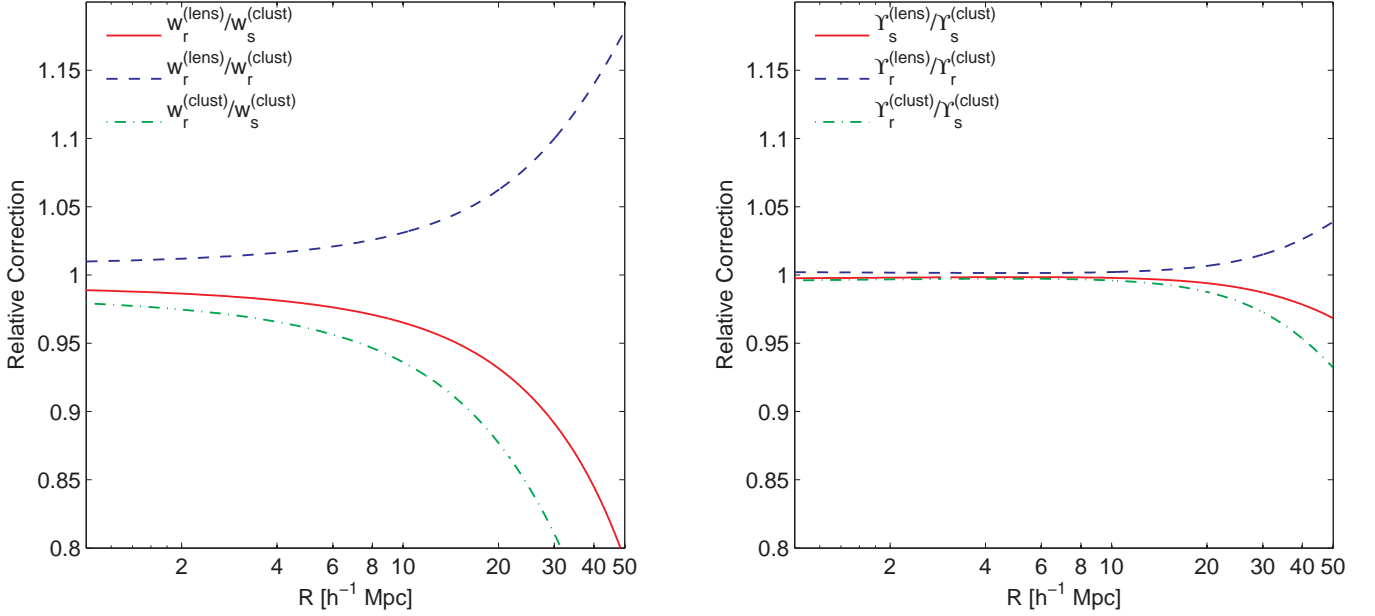 w_r^(lens)/w_s^(clust)
w_r^(lens)/w_r^(clust)
w_r^(clust)/w_s^(clust)
1.15
1.1
1.05
1
0.95
0.9
0.85
0.8
Relative Correction
2 4 6 8 10 20 30 40 50
R [h^-1 Mpc]
ϒ_s^(lens)/ϒ_s^(clust)
ϒ_r^(lens)/ϒ_r^(clust)
ϒ_r^(clust)/ϒ_s^(clust)
1.15
1.1
1.05
1
0.95
0.9
0.85
0.8
Relative Correction
2 4 6 8 10 20 30 40 50
R [h^-1 Mpc]